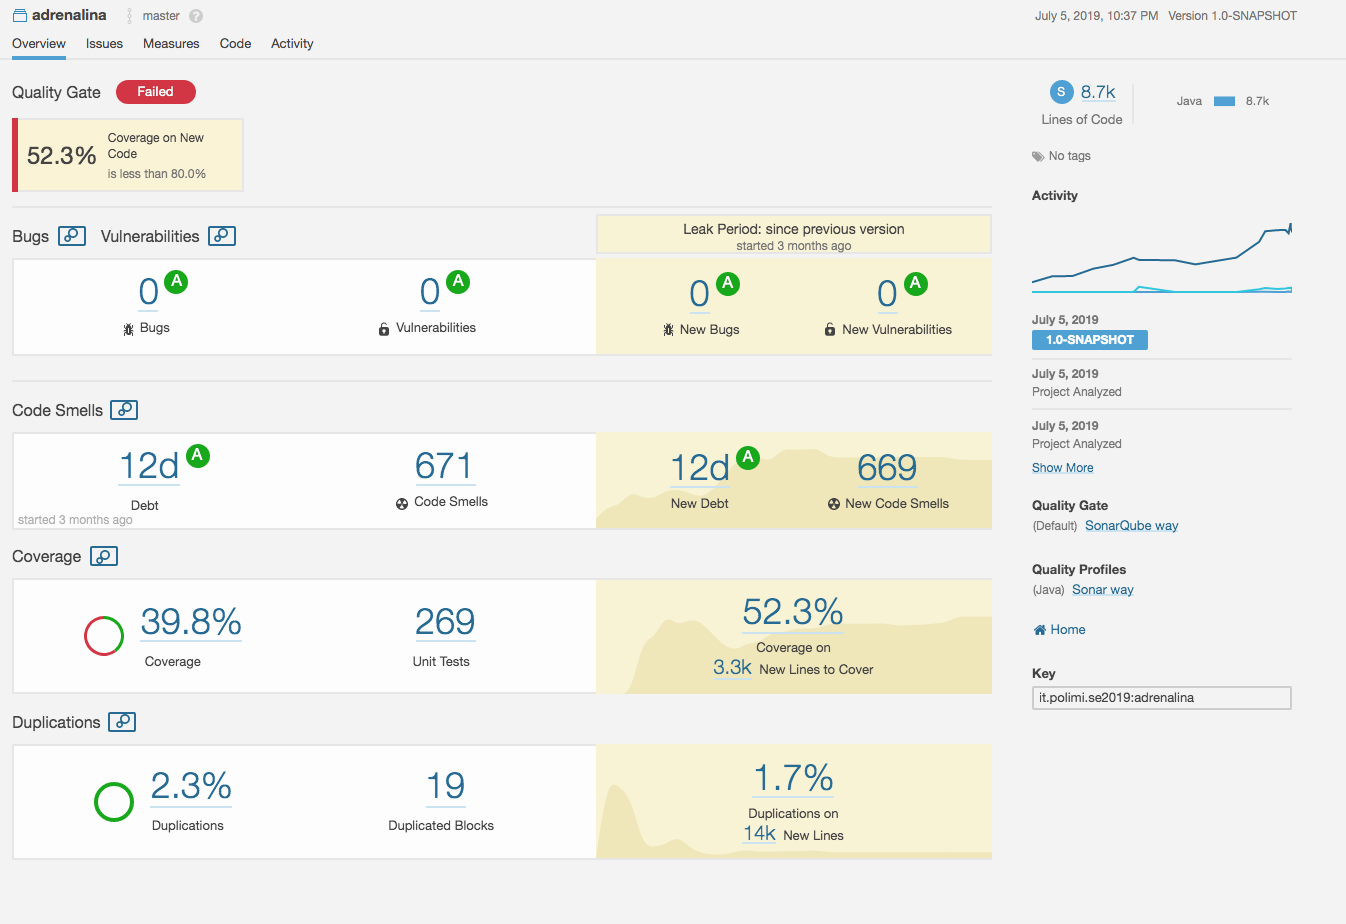 adrenalina master ?
July 5, 2019, 10:37 PM Version 1.0-SNAPSHOT
Overview Issues Measures Code Activity
Quality Gate Failed
52.3%
Coverage on New
Code
is less than 80.0%
Bugs Vulnerabilities
Leak Period: since previous version
started 3 months ago
0 A
Bugs
0 A
Vulnerabilities
0 A
New Bugs
0 A
New Vulnerabilities
Code Smells
12d A
Debt
started 3 months ago
671
Code Smells
12d A
New Debt
669
New Code Smells
Coverage
39.8%
Coverage
269
Unit Tests
52.3%
Coverage on
3.3k New Lines to Cover
Duplications
2.3%
Duplications
19
Duplicated Blocks
1.7%
Duplications on
14k New Lines
S 8.7k
Lines of Code
Java 8.7k
No tags
Activity
July 5, 2019
1.0-SNAPSHOT
July 5, 2019
Project Analyzed
July 5, 2019
Project Analyzed
Show More
Quality Gate
(Default) SonarQube way
Quality Profiles
(Java) Sonar way
Home
Key
it.polimi.se2019:adrenalina